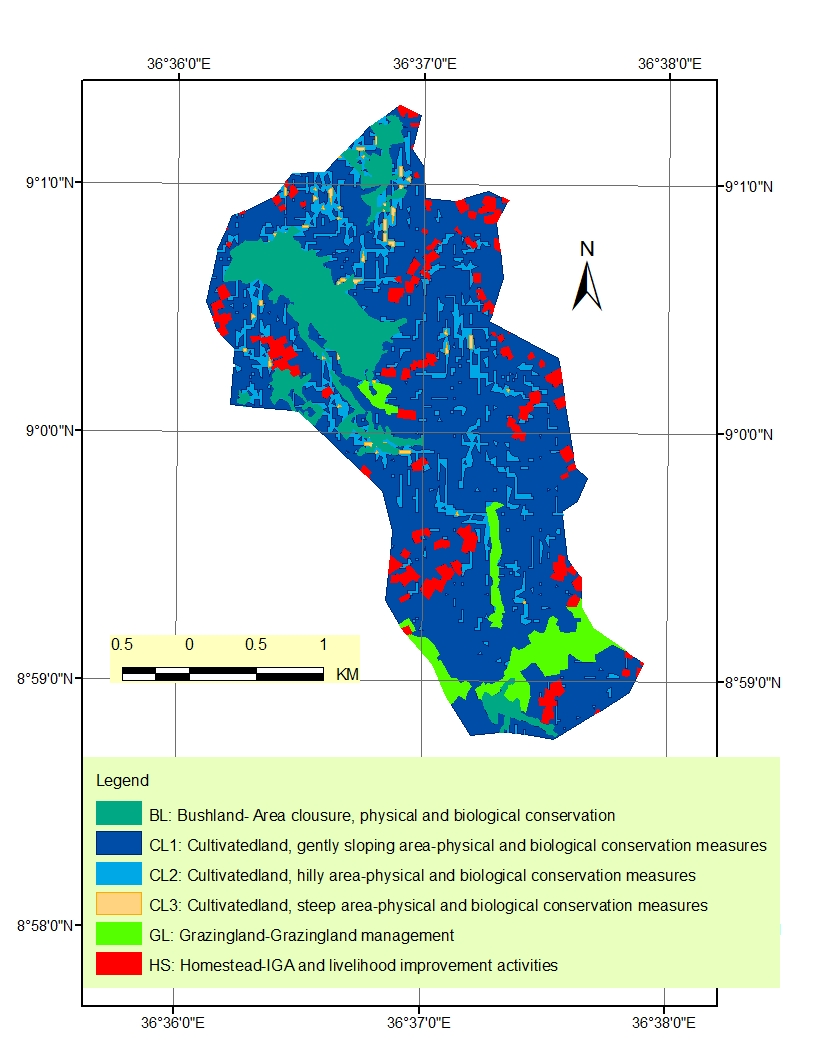 36°36'0"E 36°37'0"E 36°38'0"E
9°1'0"N 9°1'0"N
N
9°0'0"N 9°0'0"N
0.5 0 0.5 1
KM
8°59'0"N 8°59'0"N
Legend
BL: Bushland- Area clousure, physical and biological conservation
CL1: Cultivatedland, gently sloping area-physical and biological conservation measures
CL2: Cultivatedland, hilly area-physical and biological conservation measures
CL3: Cultivatedland, steep area-physical and biological conservation measures
8°58'0"N
GL: Grazingland-Grazingland management
HS: Homestead-IGA and livelihood improvement activities
36°36'0"E 36°37'0"E 36°38'0"E